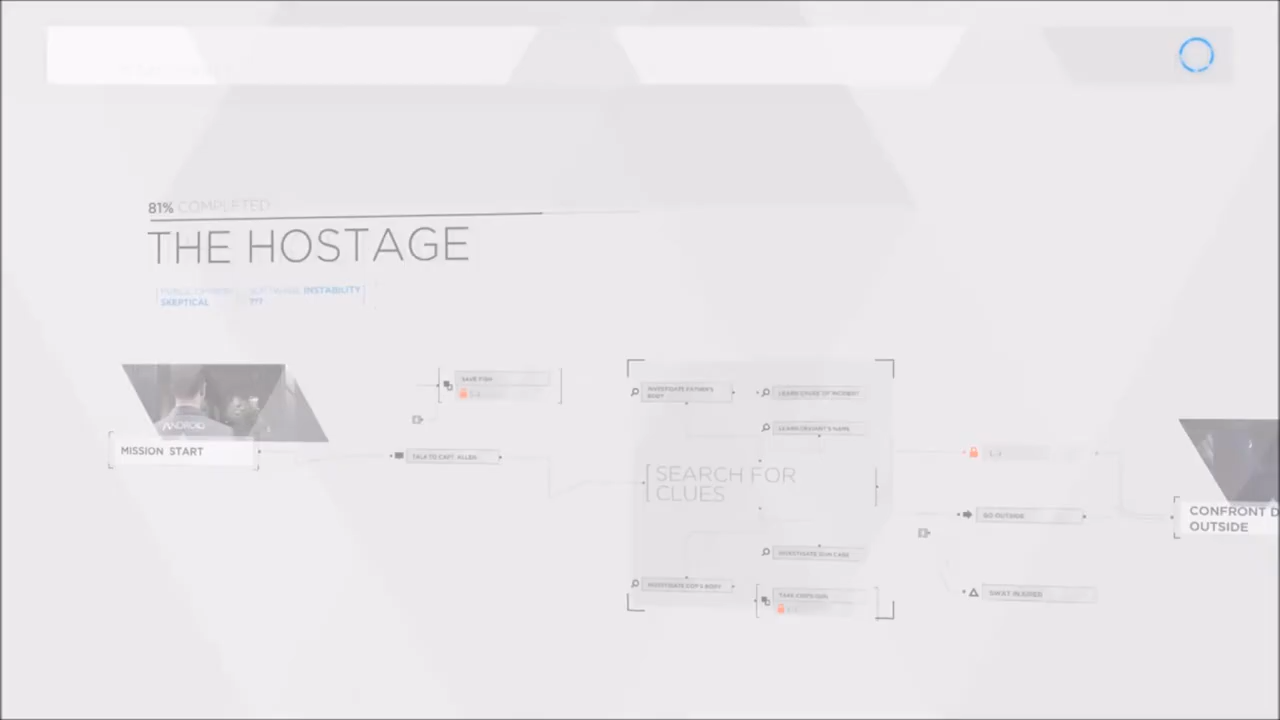 81% COMPLETED
THE HOSTAGE
PUBLIC OPINION
SKEPTICAL
SOFTWARE INSTABILITY
???
ANDROID
MISSION START
SAVE FISH
TALK TO CAPT. ALLEN
INVESTIGATE FATHER'S
BODY
LEARN CAUSE OF INCIDENT
LEARN DEVIANT'S NAME
SEARCH FOR
CLUES
INVESTIGATE GUN CASE
INVESTIGATE COP'S BODY
TAKE COP'S GUN
GO OUTSIDE
SWAT INJURED
CONFRONT D
OUTSIDE